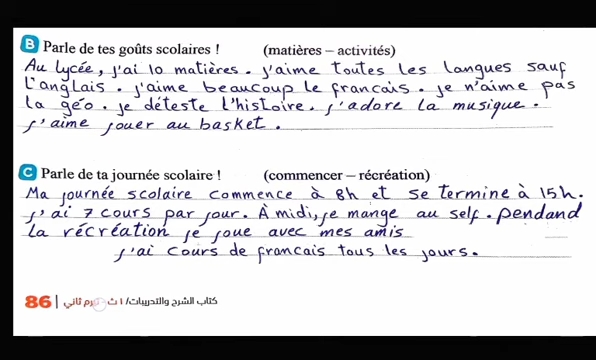 B Parle de tes goûts scolaires ! (matières – activités)
Au lycée, j'ai 10 matières. j'aime toutes les langues sauf
l'anglais. j'aime beaucoup le francais. je n'aime pas
la géo. je déteste l'histoire. j'adore la musique.
j'aime jouer au basket.
C Parle de ta journée scolaire ! (commencer – récréation)
Ma journée scolaire commence à 8h et se termine à 15h.
j'ai 7 cours par jour. À midi, je mange au self. pendand
la récréation je joue avec mes amis
j'ai cours de francais tous les jours.
86 | كتاب الشرح والتدريبات/ ١ ث - ترم ثاني